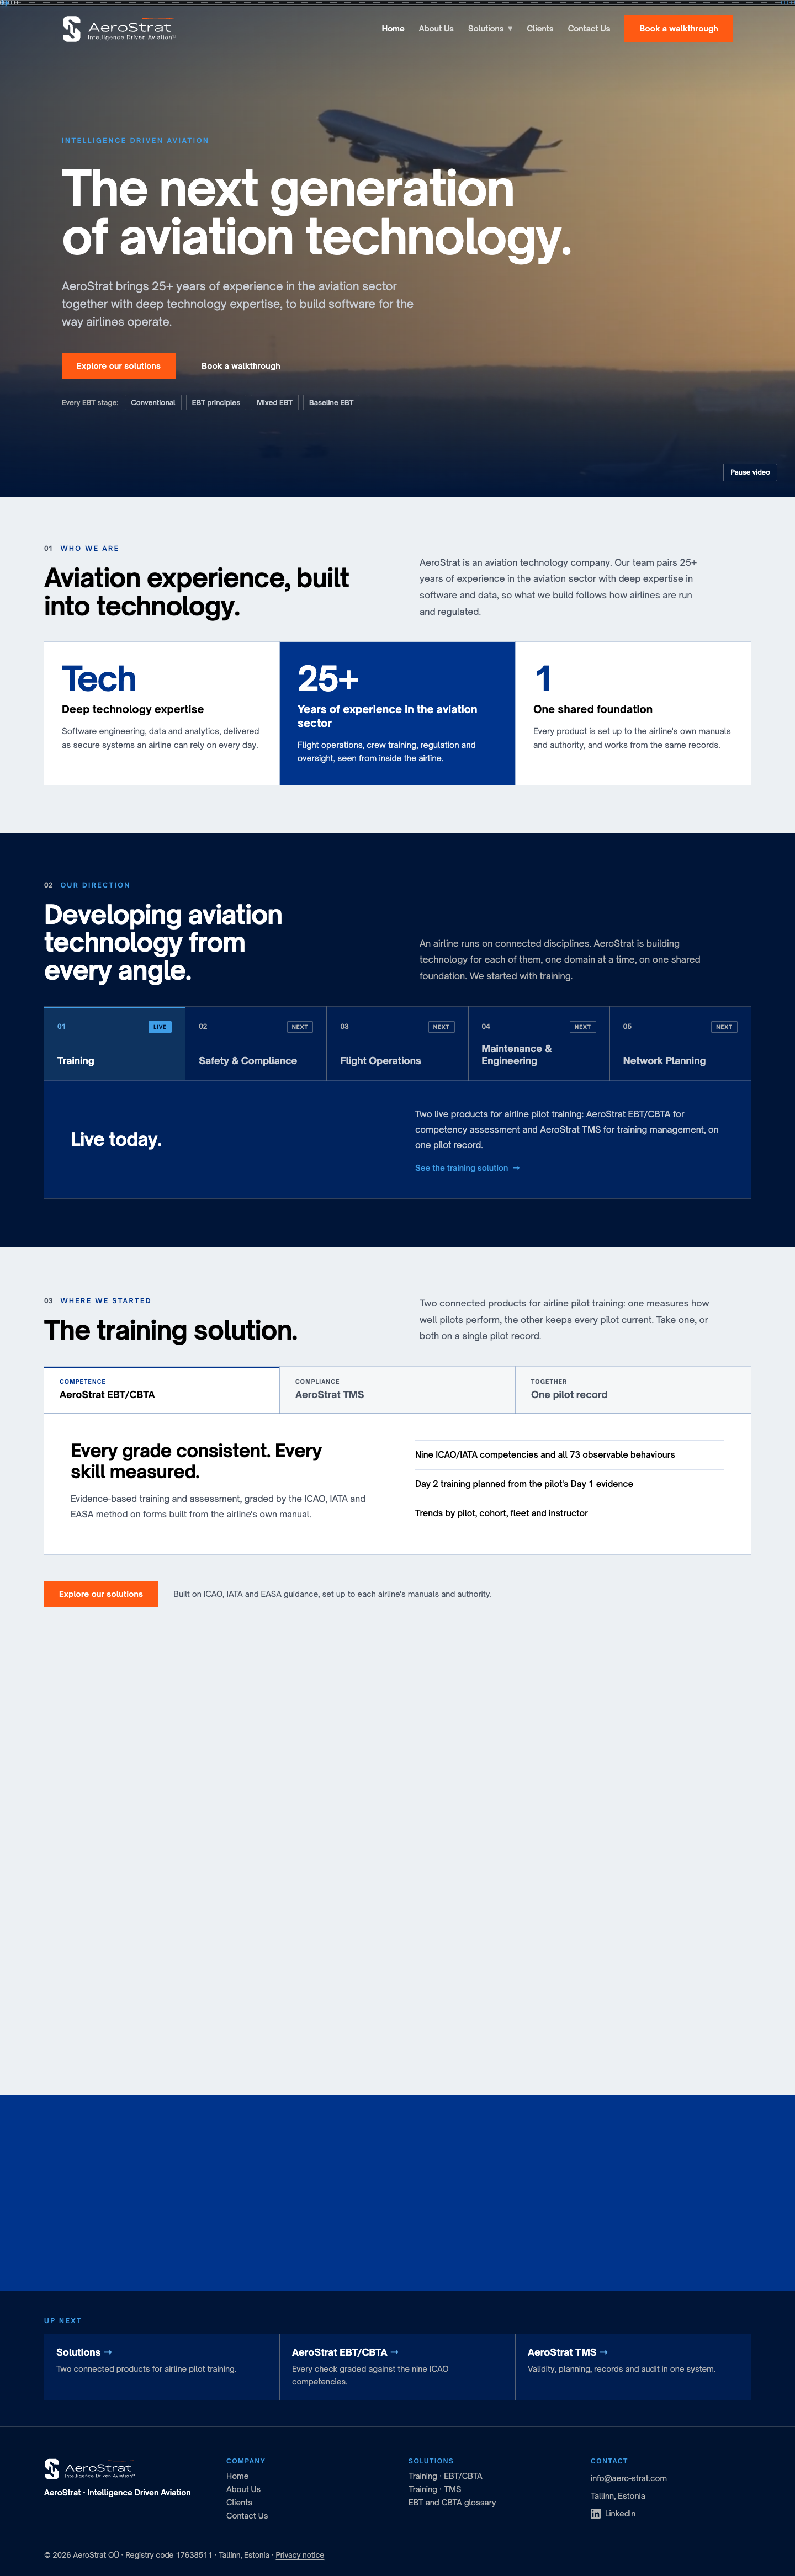 AeroStrat
Intelligence Driven Aviation
Home
About Us
Solutions ▾
Clients
Contact Us
Book a walkthrough
INTELLIGENCE DRIVEN AVIATION
The next generation
of aviation technology.
AeroStrat brings 25+ years of experience in the aviation sector
together with deep technology expertise, to build software for the
way airlines operate.
Explore our solutions
Book a walkthrough
Every EBT stage:
Conventional
EBT principles
Mixed EBT
Baseline EBT
Pause video
01 WHO WE ARE
Aviation experience, built
into technology.
AeroStrat is an aviation technology company. Our team pairs 25+
years of experience in the aviation sector with deep expertise in
software and data, so what we build follows how airlines are run
and regulated.
Tech
Deep technology expertise
Software engineering, data and analytics, delivered
as secure systems an airline can rely on every day.
25+
Years of experience in the aviation
sector
Flight operations, crew training, regulation and
oversight, seen from inside the airline.
1
One shared foundation
Every product is set up to the airline's own manuals
and authority, and works from the same records.
02 OUR DIRECTION
Developing aviation
technology from
every angle.
An airline runs on connected disciplines. AeroStrat is building
technology for each of them, one domain at a time, on one shared
foundation. We started with training.
01 LIVE
Training
02 NEXT
Safety & Compliance
03 NEXT
Flight Operations
04 NEXT
Maintenance &
Engineering
05 NEXT
Network Planning
Live today.
Two live products for airline pilot training: AeroStrat EBT/CBTA for
competency assessment and AeroStrat TMS for training management, on
one pilot record.
See the training solution →
03 WHERE WE STARTED
The training solution.
Two connected products for airline pilot training: one measures how
well pilots perform, the other keeps every pilot current. Take one, or
both on a single pilot record.
COMPETENCE
AeroStrat EBT/CBTA
COMPLIANCE
AeroStrat TMS
TOGETHER
One pilot record
Every grade consistent. Every
skill measured.
Evidence-based training and assessment, graded by the ICAO, IATA and
EASA method on forms built from the airline's own manual.
Nine ICAO/IATA competencies and all 73 observable behaviours
Day 2 training planned from the pilot's Day 1 evidence
Trends by pilot, cohort, fleet and instructor
Explore our solutions
Built on ICAO, IATA and EASA guidance, set up to each airline's manuals and authority.
UP NEXT
Solutions →
Two connected products for airline pilot training.
AeroStrat EBT/CBTA →
Every check graded against the nine ICAO
competencies.
AeroStrat TMS →
Validity, planning, records and audit in one system.
AeroStrat
Intelligence Driven Aviation
AeroStrat · Intelligence Driven Aviation
COMPANY
Home
About Us
Clients
Contact Us
SOLUTIONS
Training · EBT/CBTA
Training · TMS
EBT and CBTA glossary
CONTACT
info@aero-strat.com
Tallinn, Estonia
LinkedIn
© 2026 AeroStrat OÜ · Registry code 17638511 · Tallinn, Estonia · Privacy notice